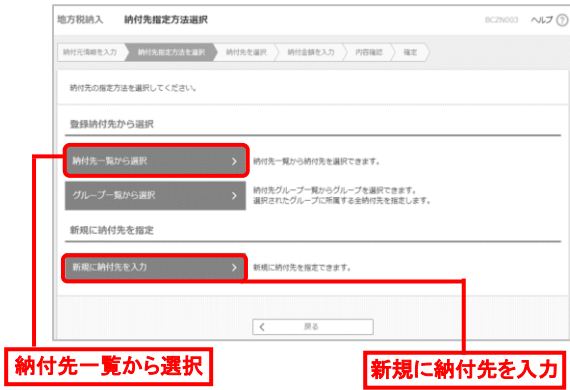 地方税納入 納付先指定方法選択 BCZN003 ヘルプ ?
納付元情報を入力 納付先指定方法を選択 納付先を選択 納付金額を入力 内容確認 確定
納付先の指定方法を選択してください。
登録納付先から選択
納付先一覧から選択 納付先一覧から納付先を選択できます。
グループ一覧から選択 納付先グループ一覧からグループを選択できます。
選択されたグループに所属する全納付先を指定します。
新規に納付先を指定
新規に納付先を入力 新規に納付先を指定できます。
戻る
納付先一覧から選択
新規に納付先を入力